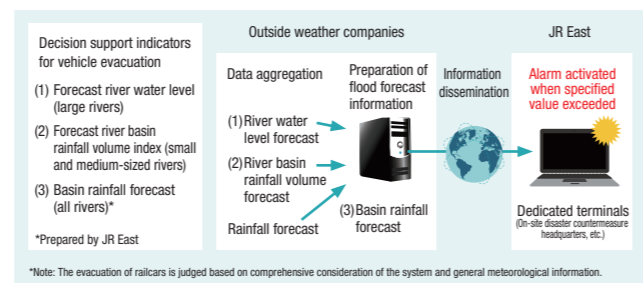 Decision support indicators
for vehicle evacuation
(1) Forecast river water level
(large rivers)
(2) Forecast river basin
rainfall volume index (small
and medium-sized rivers)
(3) Basin rainfall forecast
(all rivers)*
*Prepared by JR East
Outside weather companies
Data aggregation
(1) River water
level forecast
(2) River basin
rainfall volume
forecast
Rainfall forecast
Preparation of
flood forecast
information
(3) Basin rainfall
forecast
Information
dissemination
JR East
Alarm activated
when specified
value exceeded
Dedicated terminals
(On-site disaster countermeasure
headquarters, etc.)
*Note: The evacuation of railcars is judged based on comprehensive consideration of the system and general meteorological information.